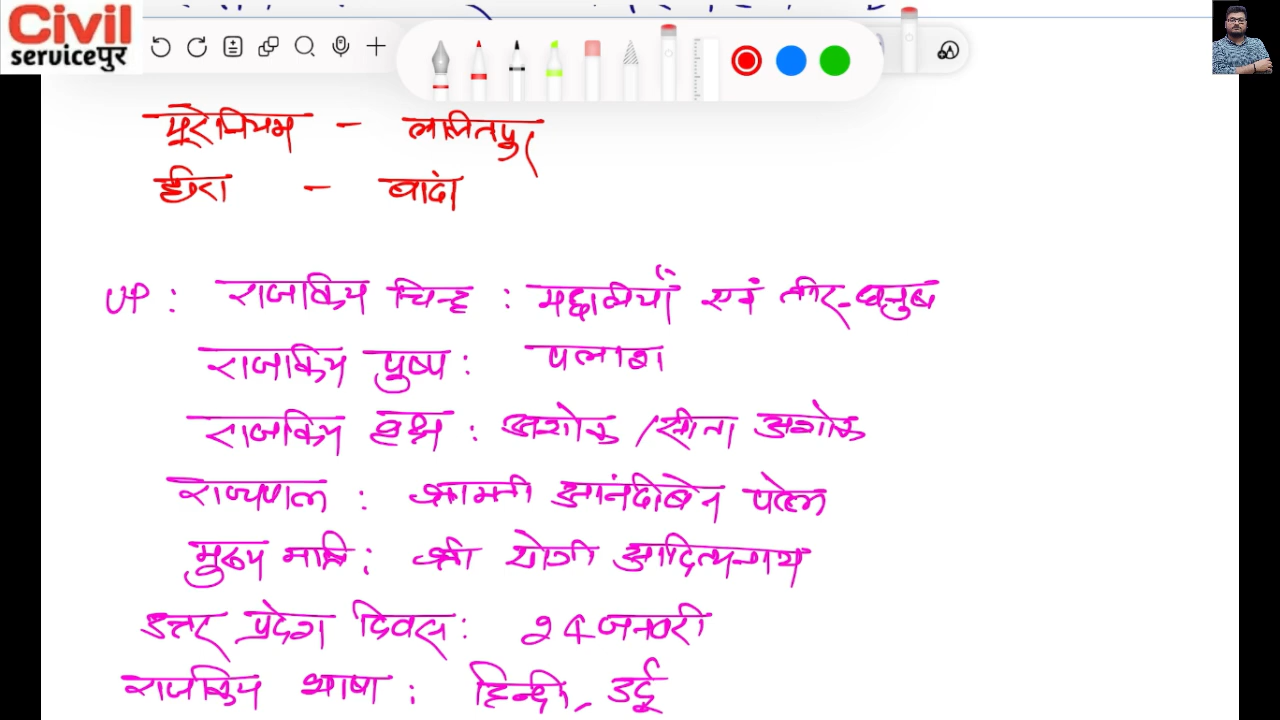 Civil
serviceपुर
यूरेनियम - ललितपुर
हीरा - बांदा
UP : राजकिय चिन्ह : मछलियाँ एवं तीर-धनुष
राजकिय पुष्प : पलाश
राजकिय वृक्ष : अशोक / सीता अशोक
राज्यपाल : श्रीमती आनंदीबेन पटेल
मुख्य मंत्री : श्री योगी आदित्यनाथ
उत्तर प्रदेश दिवस : 24 जनवरी
राजकिय भाषा : हिन्दी, उर्दू